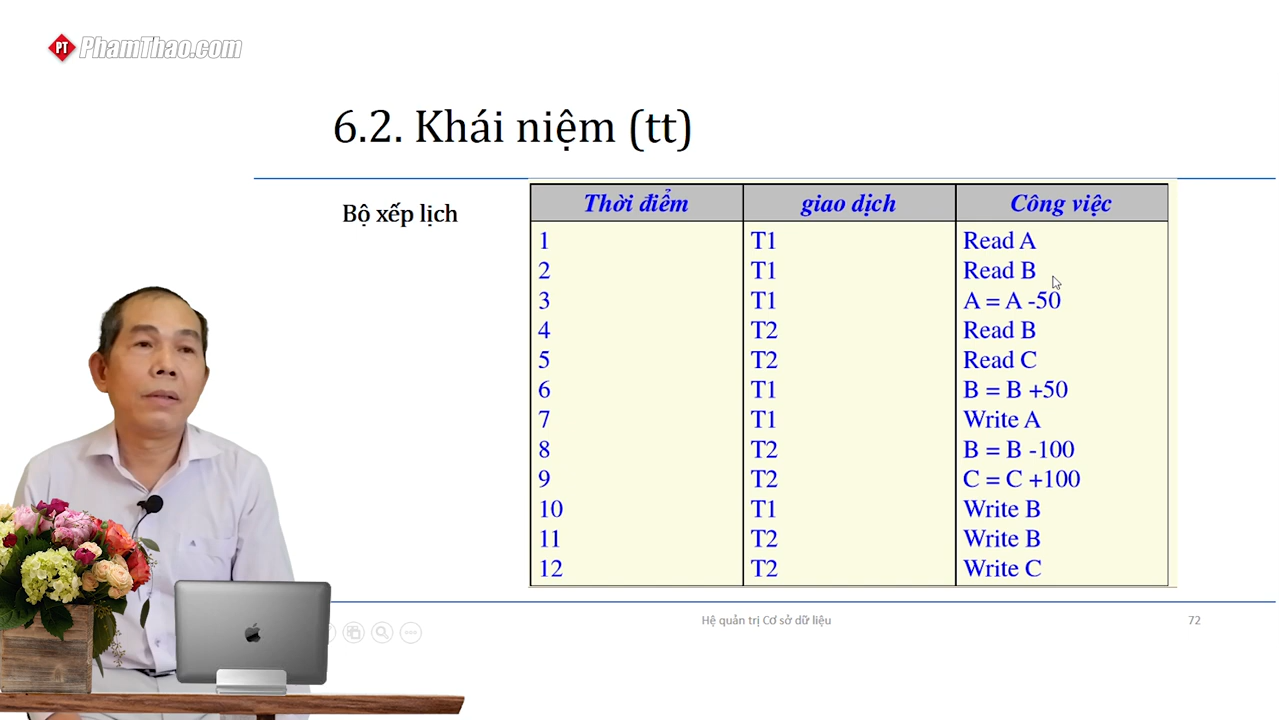 PT PhamThao.com
6.2. Khái niệm (tt)
Bộ xếp lịch
Thời điểm giao dịch Công việc
1 T1 Read A
2 T1 Read B
3 T1 A = A -50
4 T2 Read B
5 T2 Read C
6 T1 B = B +50
7 T1 Write A
8 T2 B = B -100
9 T2 C = C +100
10 T1 Write B
11 T2 Write B
12 T2 Write C
Hệ quản trị Cơ sở dữ liệu 72